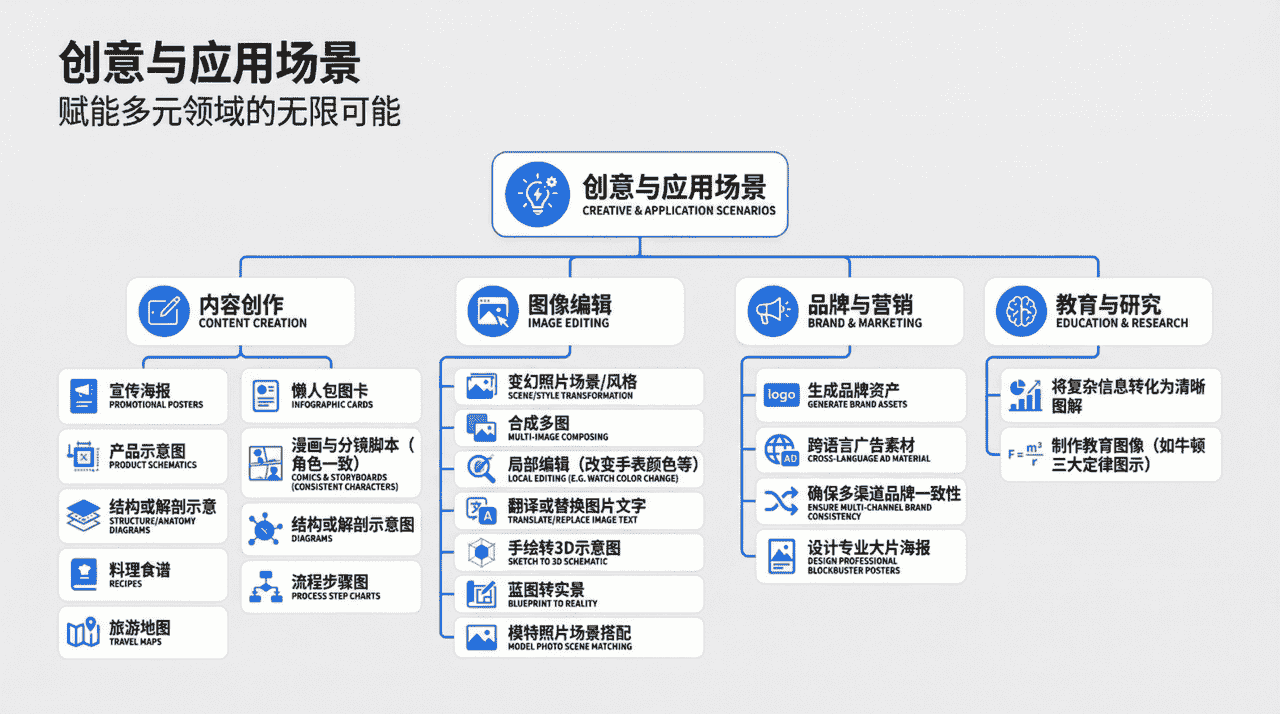 创意与应用场景
赋能多元领域的无限可能
创意与应用场景
CREATIVE & APPLICATION SCENARIOS
内容创作
CONTENT CREATION
宣传海报
PROMOTIONAL POSTERS
产品示意图
PRODUCT SCHEMATICS
结构或解剖示意
STRUCTURE/ANATOMY
DIAGRAMS
料理食谱
RECIPES
旅游地图
TRAVEL MAPS
懒人包图卡
INFOGRAPHIC CARDS
漫画与分镜脚本（
角色一致）
COMICS & STORYBOARDS
(CONSISTENT CHARACTERS)
结构或解剖示意图
DIAGRAMS
流程步骤图
PROCESS STEP CHARTS
图像编辑
IMAGE EDITING
变幻照片场景/风格
SCENE/STYLE TRANSFORMATION
合成多图
MULTI-IMAGE COMPOSING
局部编辑（改变手表颜色等）
LOCAL EDITING (E.G. WATCH COLOR CHANGE)
翻译或替换图片文字
TRANSLATE/REPLACE IMAGE TEXT
A
手绘转3D示意图
SKETCH TO 3D SCHEMATIC
蓝图转实景
BLUEPRINT TO REALITY
模特照片场景搭配
MODEL PHOTO SCENE MATCHING
品牌与营销
BRAND & MARKETING
logo
生成品牌资产
GENERATE BRAND ASSETS
AD
跨语言广告素材
CROSS-LANGUAGE AD MATERIAL
确保多渠道品牌一致性
ENSURE MULTI-CHANNEL BRAND
CONSISTENCY
设计专业大片海报
DESIGN PROFESSIONAL
BLOCKBUSTER POSTERS
教育与研究
EDUCATION & RESEARCH
将复杂信息转化为清晰
图解
F = m³/r
制作教育图像（如牛顿
三大定律图示）